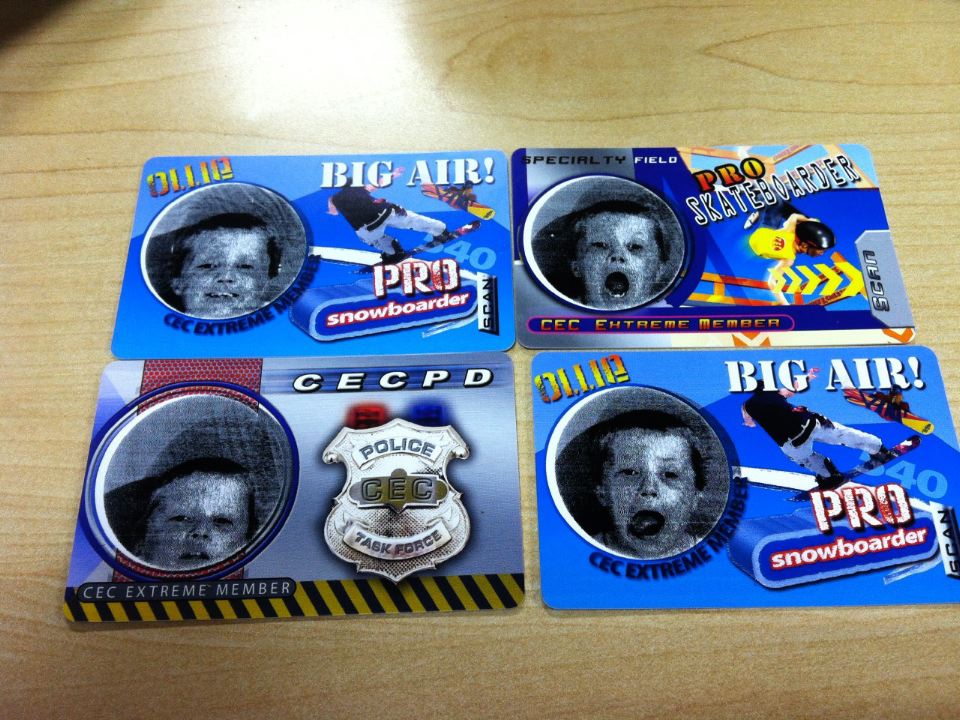 OLLIE
BIG AIR!
540
PRO
snowboarder
SCAN
CEC EXTREME MEMBER
SPECIALTY FIELD
PRO
SKATEBOARDER
SCAN
CEC EXTREME MEMBER
CECPD
POLICE
CEC
TASK FORCE
CEC EXTREME MEMBER
OLLIE
BIG AIR!
540
PRO
snowboarder
SCAN
CEC EXTREME MEMBER